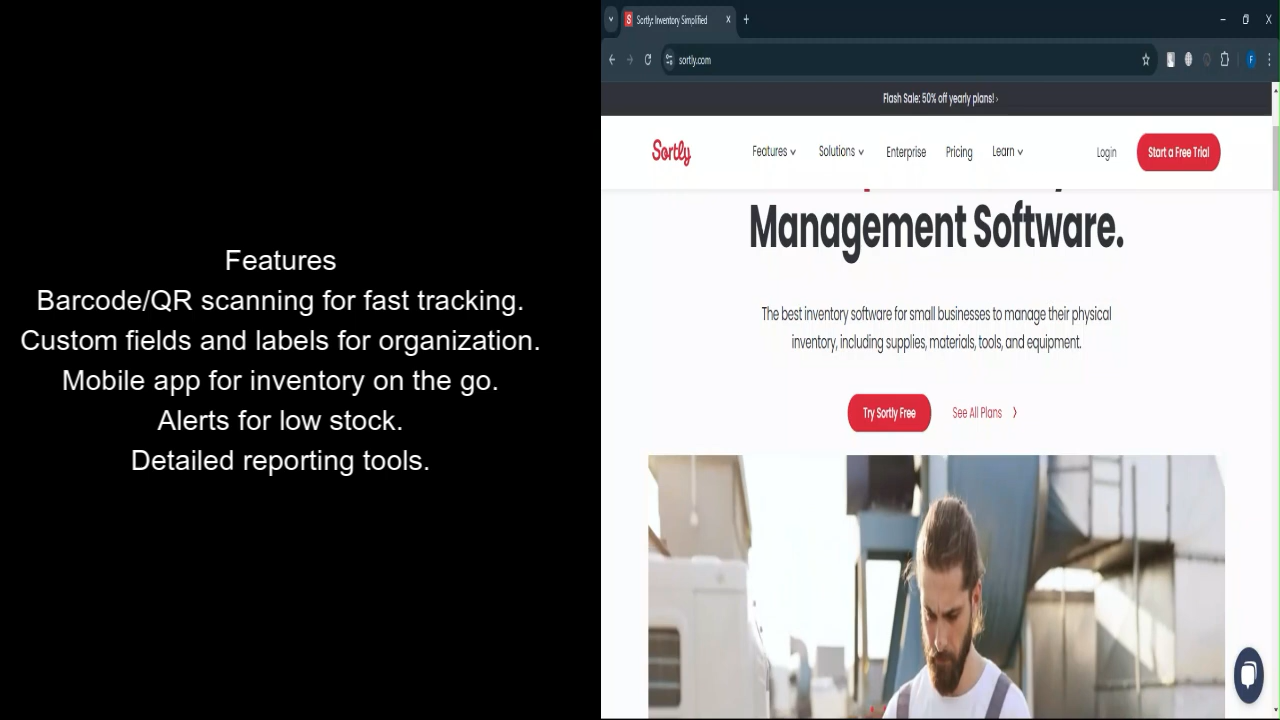 Features
Barcode/QR scanning for fast tracking.
Custom fields and labels for organization.
Mobile app for inventory on the go.
Alerts for low stock.
Detailed reporting tools.
Sortly: Inventory Simplified
sortly.com
Flash Sale: 50% off yearly plans! ›
Sortly
Features
Solutions
Enterprise
Pricing
Learn
Login
Start a Free Trial
Management Software.
The best inventory software for small businesses to manage their physical
inventory, including supplies, materials, tools, and equipment.
Try Sortly Free
See All Plans